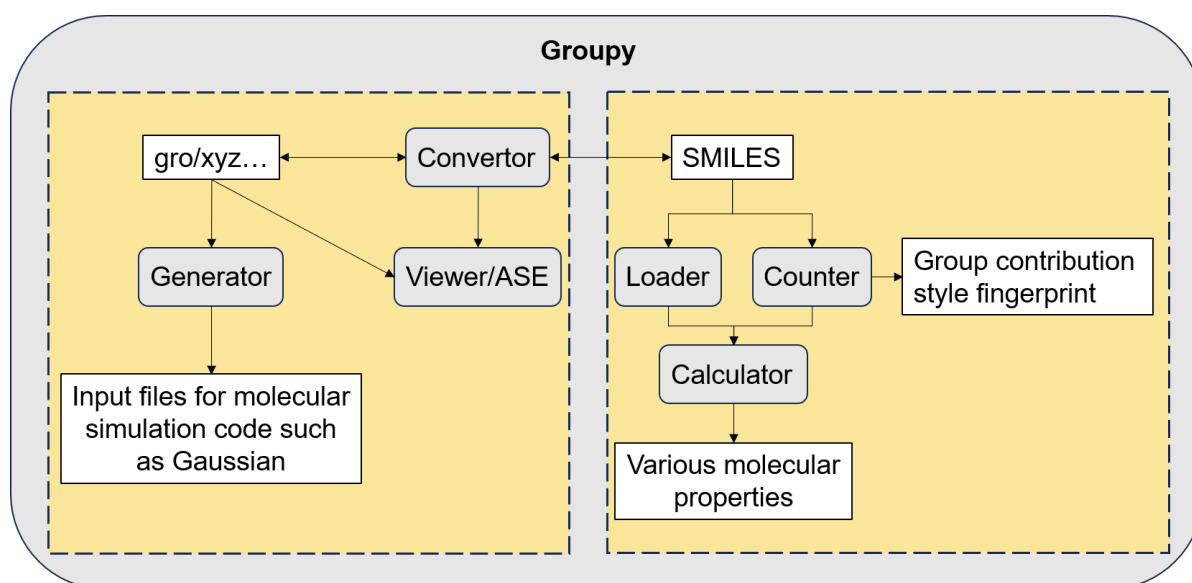 Groupy
gro/xyz…
Convertor
SMILES
Generator
Viewer/ASE
Loader
Counter
Group contribution
style fingerprint
Calculator
Input files for molecular
simulation code such
as Gaussian
Various molecular
properties